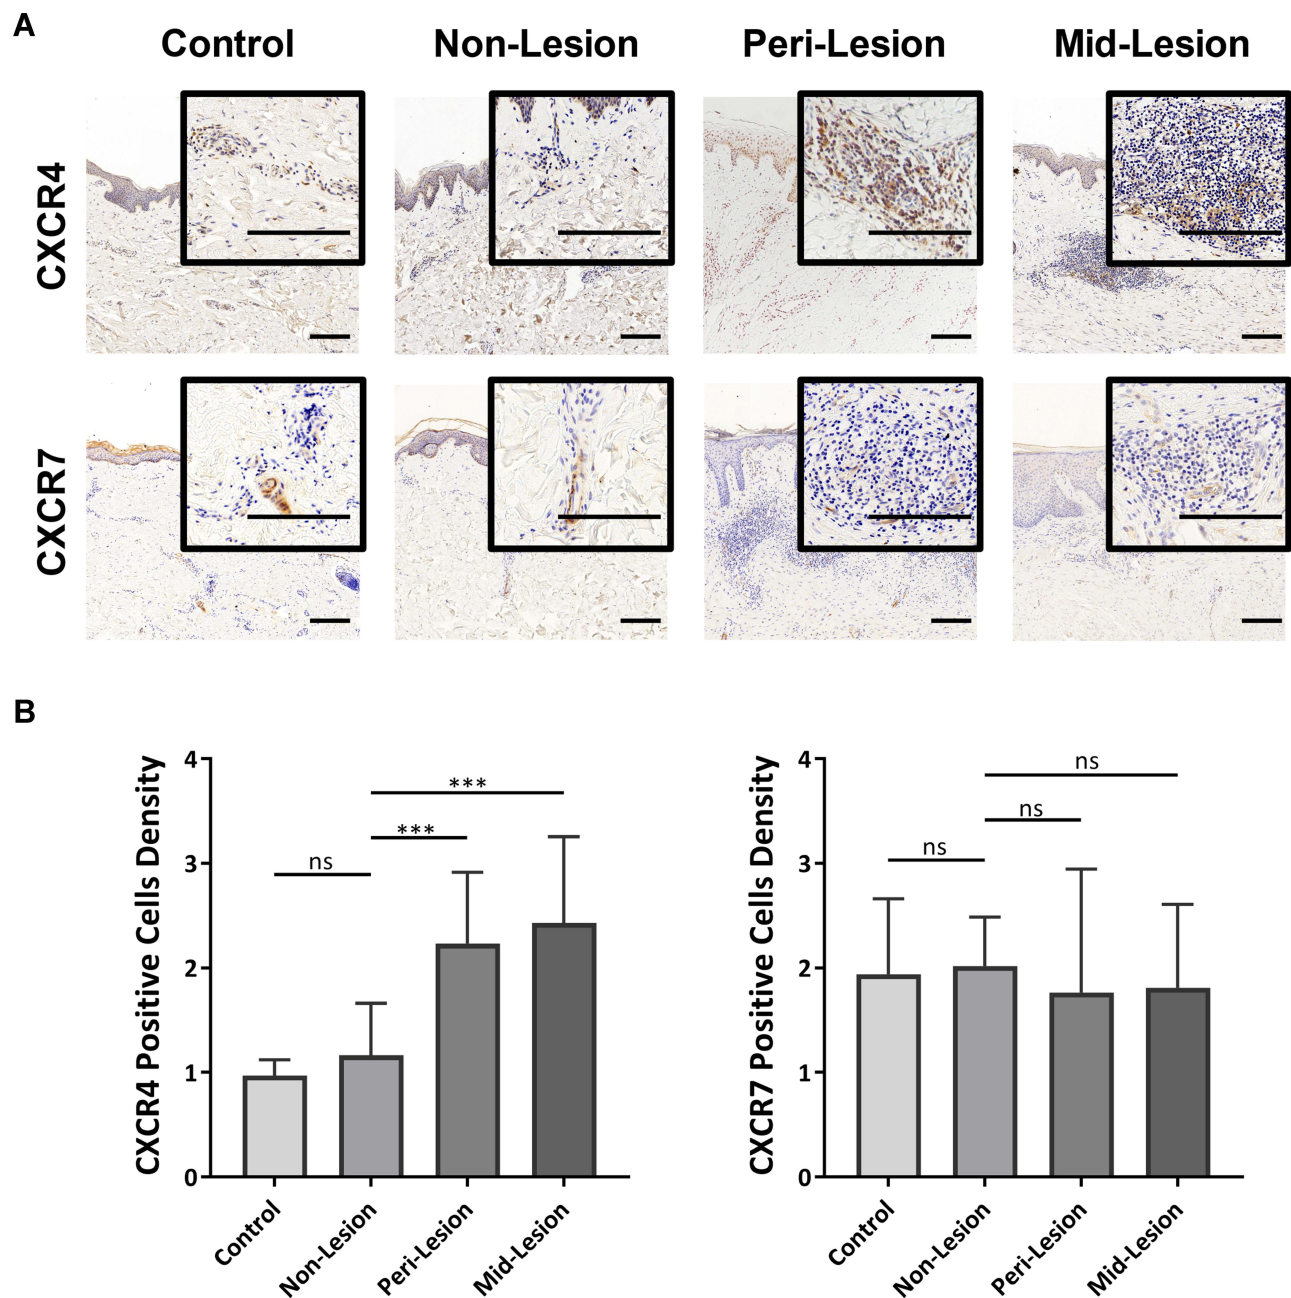 A
Control Non-Lesion Peri-Lesion Mid-Lesion
CXCR4
CXCR7
B
CXCR4 Positive Cells Density
4
3
2
1
0
ns
***
***
Control
Non-Lesion
Peri-Lesion
Mid-Lesion
CXCR7 Positive Cells Density
4
3
2
1
0
ns
ns
ns
Control
Non-Lesion
Peri-Lesion
Mid-Lesion